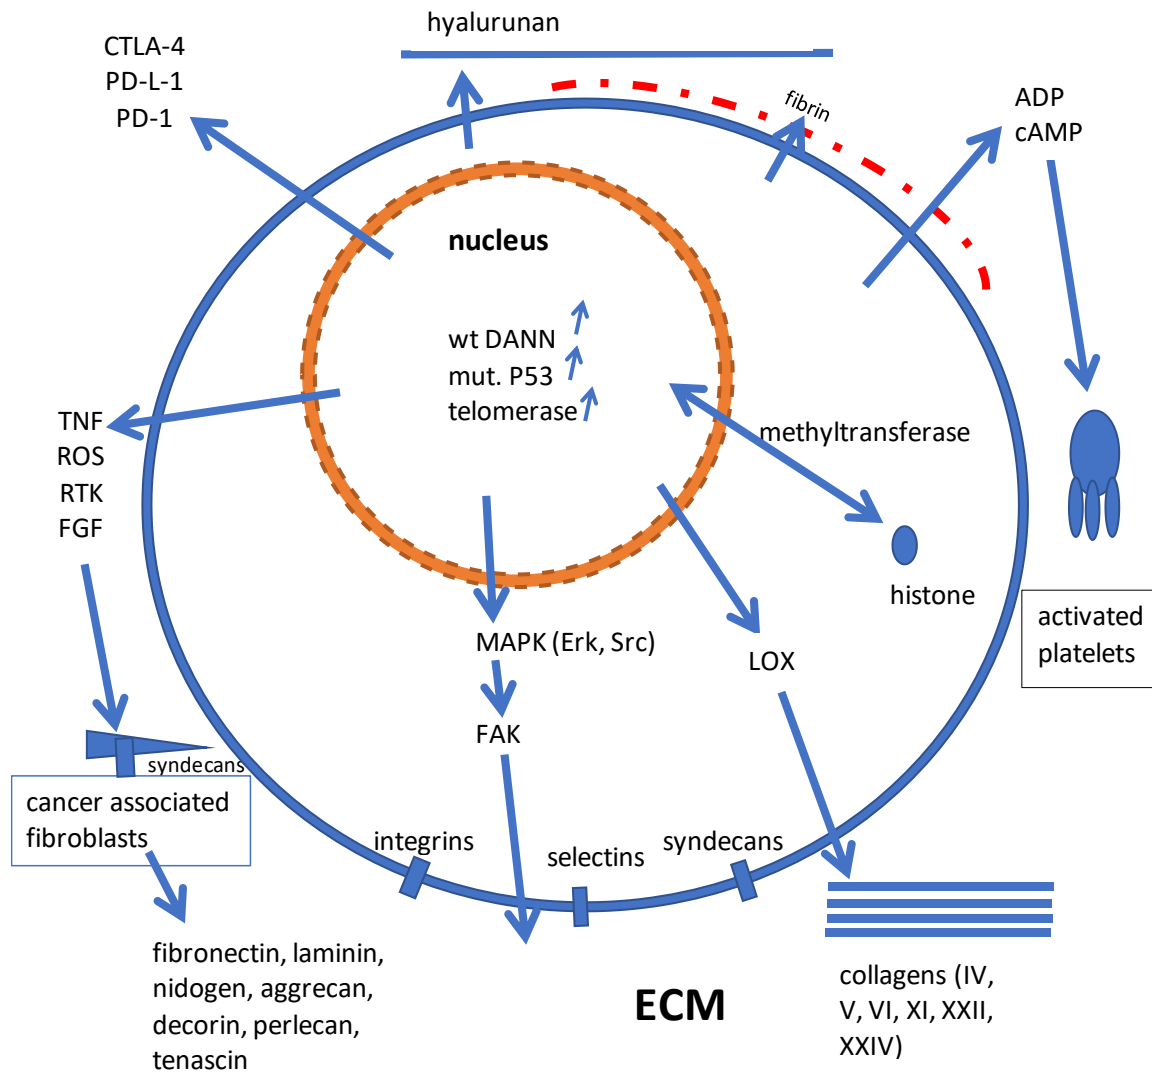 hyalurunan
CTLA-4
PD-L-1
PD-1
fibrin
ADP
cAMP
nucleus
wt DANN
mut. P53
telomerase
TNF
ROS
RTK
FGF
methyltransferase
histone
activated
platelets
MAPK (Erk, Src)
LOX
FAK
syndecans
cancer associated
fibroblasts
integrins
selectins
syndecans
fibronectin, laminin,
nidogen, aggrecan,
decorin, perlecan,
tenascin
ECM
collagens (IV,
V, VI, XI, XXII,
XXIV)